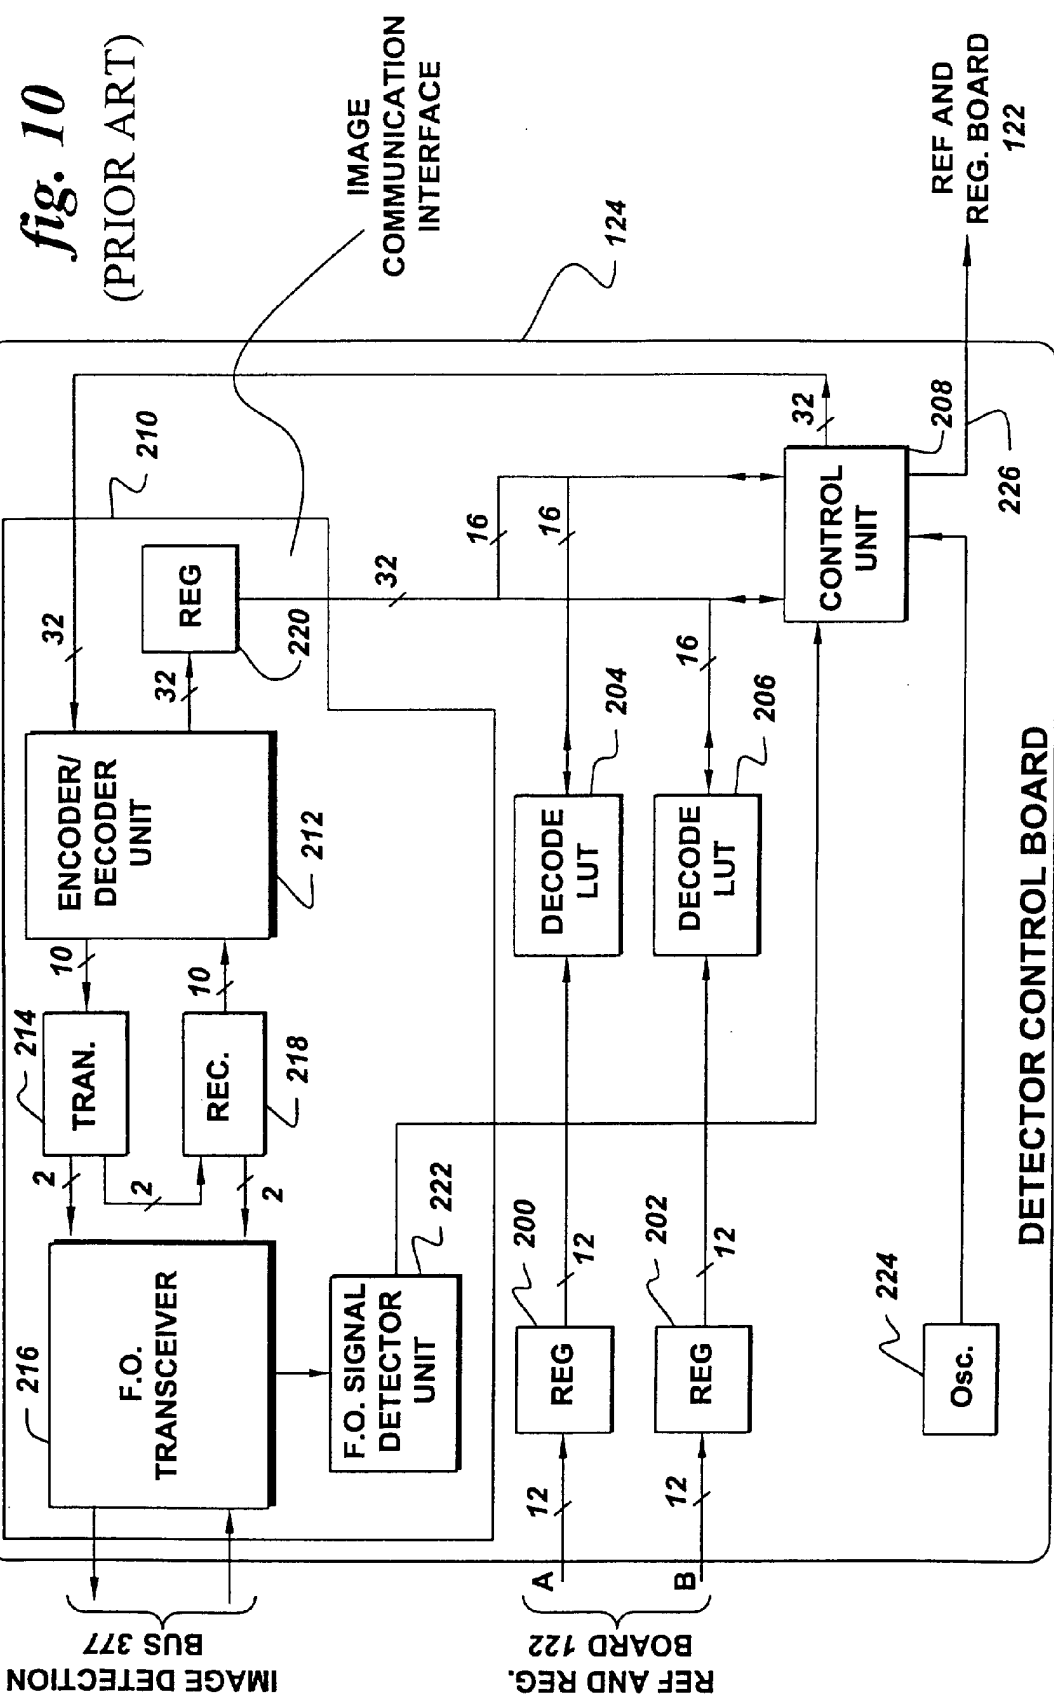 fig. 10
(PRIOR ART)
IMAGE
COMMUNICATION
INTERFACE
124
REF AND
REG. BOARD
122
210
32
32
REG
220
32
ENCODER/
DECODER
UNIT
212
10
10
214
TRAN.
REC.
218
2
2
2
216
F.O.
TRANSCEIVER
F.O. SIGNAL
DETECTOR
UNIT
222
IMAGE DETECTION
BUS 377
32
16
16
16
CONTROL
UNIT
208
226
DECODE
LUT
204
DECODE
LUT
206
REG
200
12
12
REG
202
12
12
A
B
REF AND REG.
BOARD 122
224
Osc.
DETECTOR CONTROL BOARD